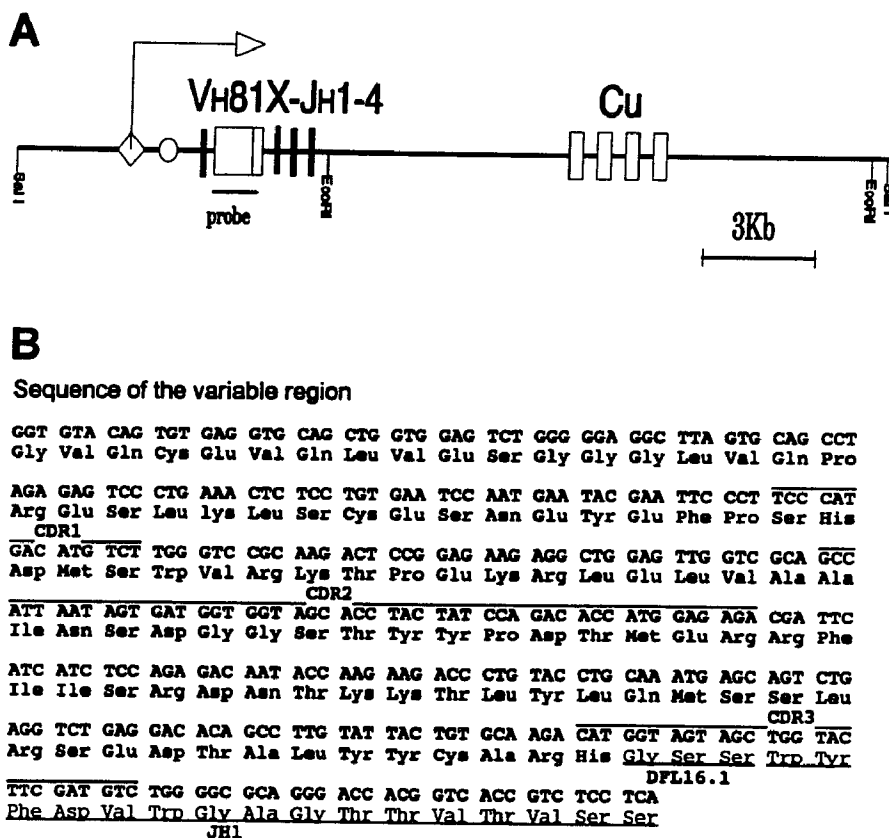 A
VH81X-JH1-4
Cu
Sal I
probe
EcoRI
EcoRI
Sal I
3Kb
B
Sequence of the variable region
GGT GTA CAG TGT GAG GTG CAG CTG GTG GAG TCT GGG GGA GGC TTA GTG CAG CCT
Gly Val Gln Cys Glu Val Gln Leu Val Glu Ser Gly Gly Gly Leu Val Gln Pro
AGA GAG TCC CTG AAA CTC TCC TGT GAA TCC AAT GAA TAC GAA TTC CCT TCC CAT
Arg Glu Ser Leu lys Leu Ser Cys Glu Ser Asn Glu Tyr Glu Phe Pro Ser His
CDR1
GAC ATG TCT TGG GTC CGC AAG ACT CCG GAG AAG AGG CTG GAG TTG GTC GCA GCC
Asp Met Ser Trp Val Arg Lys Thr Pro Glu Lys Arg Leu Glu Leu Val Ala Ala
CDR2
ATT AAT AGT GAT GGT GGT AGC ACC TAC TAT CCA GAC ACC ATG GAG AGA CGA TTC
Ile Asn Ser Asp Gly Gly Ser Thr Tyr Tyr Pro Asp Thr Met Glu Arg Arg Phe
ATC ATC TCC AGA GAC AAT ACC AAG AAG ACC CTG TAC CTG CAA ATG AGC AGT CTG
Ile Ile Ser Arg Asp Asn Thr Lys Lys Thr Leu Tyr Leu Gln Met Ser Ser Leu
CDR3
AGG TCT GAG GAC ACA GCC TTG TAT TAC TGT GCA AGA CAT GGT AGT AGC TGG TAC
Arg Ser Glu Asp Thr Ala Leu Tyr Tyr Cys Ala Arg His Gly Ser Ser Trp Tyr
DFL16.1
TTC GAT GTC TGG GGC GCA GGG ACC ACG GTC ACC GTC TCC TCA
Phe Asp Val Trp Gly Ala Gly Thr Thr Val Thr Val Ser Ser
JH1